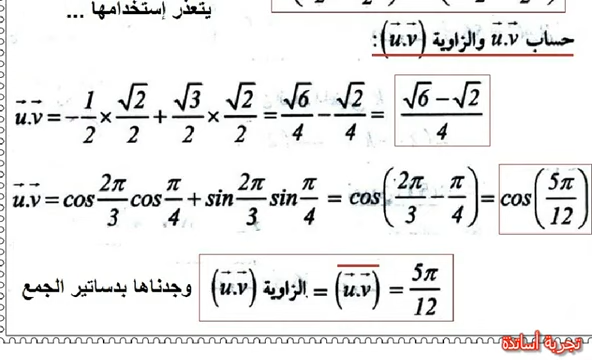 يتعذر إستخدامها ...
حساب u⃗.v⃗ والزاوية (u⃗.v⃗):
u⃗.v⃗ = -1/2 × √2/2 + √3/2 × √2/2 = √6/4 - √2/4 = (√6 - √2)/4
u⃗.v⃗ = cos 2π/3 cos π/4 + sin 2π/3 sin π/4 = cos(2π/3 - π/4) = cos(5π/12)
وجدناها بدساتير الجمع الزاوية (u⃗.v⃗) = (u⃗.v⃗) = 5π/12
تجربة أساتذة